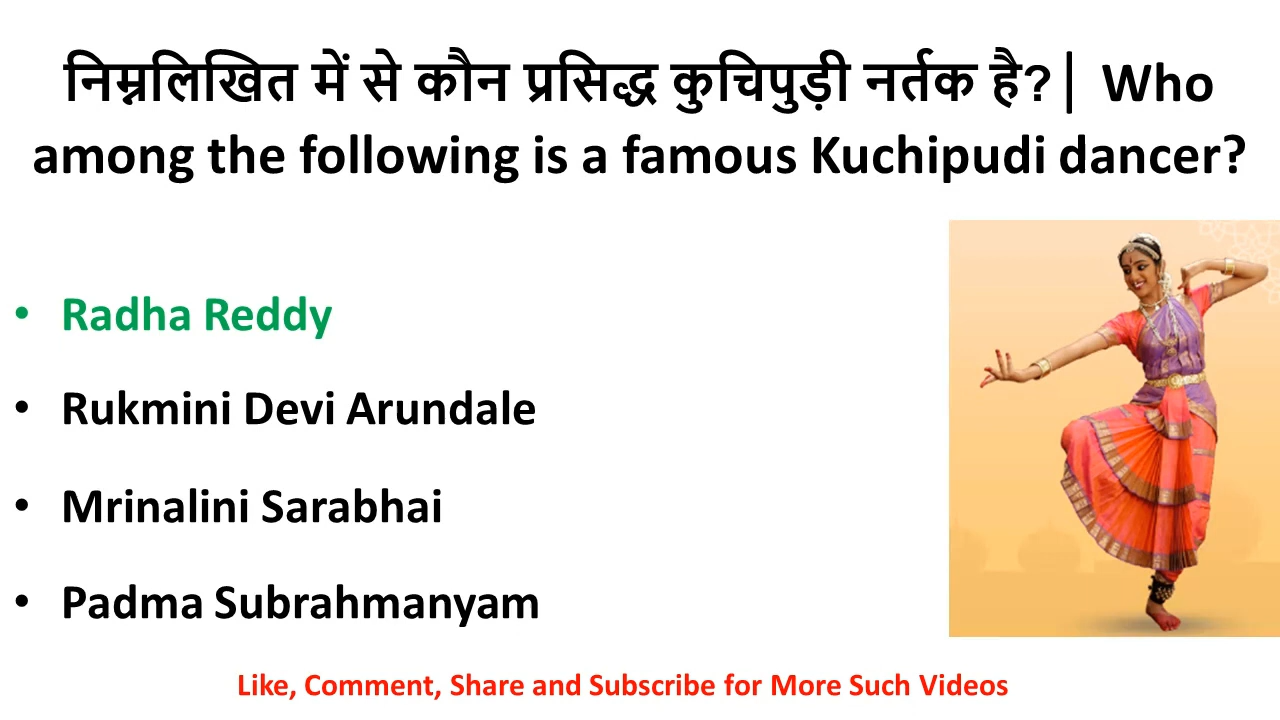 निम्नलिखित में से कौन प्रसिद्ध कुचिपुड़ी नर्तक है?| Who
among the following is a famous Kuchipudi dancer?
• Radha Reddy
• Rukmini Devi Arundale
• Mrinalini Sarabhai
• Padma Subrahmanyam
Like, Comment, Share and Subscribe for More Such Videos